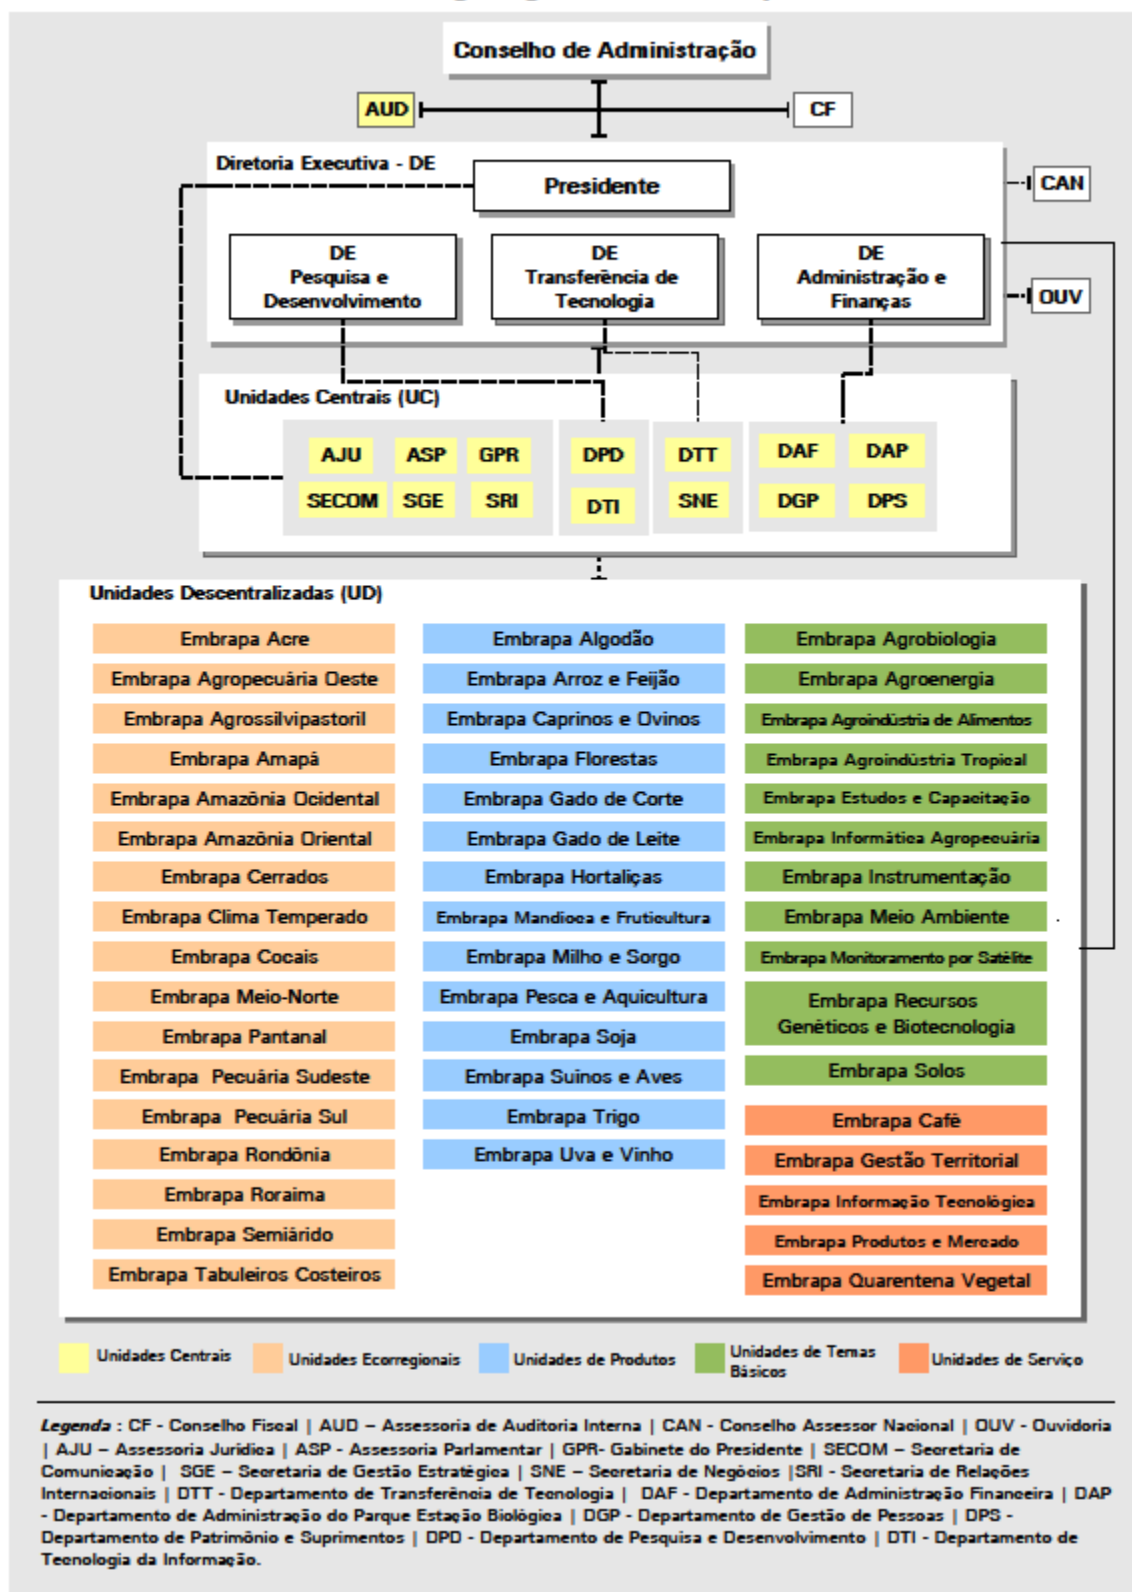 Conselho de Administração
AUD
CF
Diretoria Executiva - DE
Presidente
CAN
DE
Pesquisa e
Desenvolvimento
DE
Transferência de
Tecnologia
DE
Administração e
Finanças
OUV
Unidades Centrais (UC)
AJU
ASP
GPR
DPD
DTT
DAF
DAP
SECOM
SGE
SRI
DTI
SNE
DGP
DPS
Unidades Descentralizadas (UD)
Embrapa Acre
Embrapa Agropecuária Oeste
Embrapa Agrossilvipastoril
Embrapa Amapá
Embrapa Amazônia Ocidental
Embrapa Amazônia Oriental
Embrapa Cerrados
Embrapa Clima Temperado
Embrapa Cocais
Embrapa Meio-Norte
Embrapa Pantanal
Embrapa Pecuária Sudeste
Embrapa Pecuária Sul
Embrapa Rondônia
Embrapa Roraima
Embrapa Semiárido
Embrapa Tabuleiros Costeiros
Embrapa Algodão
Embrapa Arroz e Feijão
Embrapa Caprinos e Ovinos
Embrapa Florestas
Embrapa Gado de Corte
Embrapa Gado de Leite
Embrapa Hortaliças
Embrapa Mandioca e Fruticultura
Embrapa Milho e Sorgo
Embrapa Pesca e Aquicultura
Embrapa Soja
Embrapa Suínos e Aves
Embrapa Trigo
Embrapa Uva e Vinho
Embrapa Agrobiologia
Embrapa Agroenergia
Embrapa Agroindústria de Alimentos
Embrapa Agroindústria Tropical
Embrapa Estudos e Capacitação
Embrapa Informática Agropecuária
Embrapa Instrumentação
Embrapa Meio Ambiente
Embrapa Monitoramento por Satélite
Embrapa Recursos
Genéticos e Biotecnologia
Embrapa Solos
Embrapa Café
Embrapa Gestão Territorial
Embrapa Informação Tecnológica
Embrapa Produtos e Mercado
Embrapa Quarentena Vegetal
Unidades Centrais
Unidades Ecorregionais
Unidades de Produtos
Unidades de Temas
Básicos
Unidades de Serviço
Legenda : CF - Conselho Fiscal | AUD – Assessoria de Auditoria Interna | CAN - Conselho Assessor Nacional | OUV - Ouvidoria
| AJU – Assessoria Jurídica | ASP - Assessoria Parlamentar | GPR- Gabinete do Presidente | SECOM – Secretaria de
Comunicação | SGE – Secretaria de Gestão Estratégica | SNE – Secretaria de Negócios |SRI - Secretaria de Relações
Internacionais | DTT - Departamento de Transferência de Tecnologia | DAF - Departamento de Administração Financeira | DAP
- Departamento de Administração do Parque Estação Biológica | DGP - Departamento de Gestão de Pessoas | DPS -
Departamento de Patrimônio e Suprimentos | DPD - Departamento de Pesquisa e Desenvolvimento | DTI - Departamento de
Tecnologia da Informação.